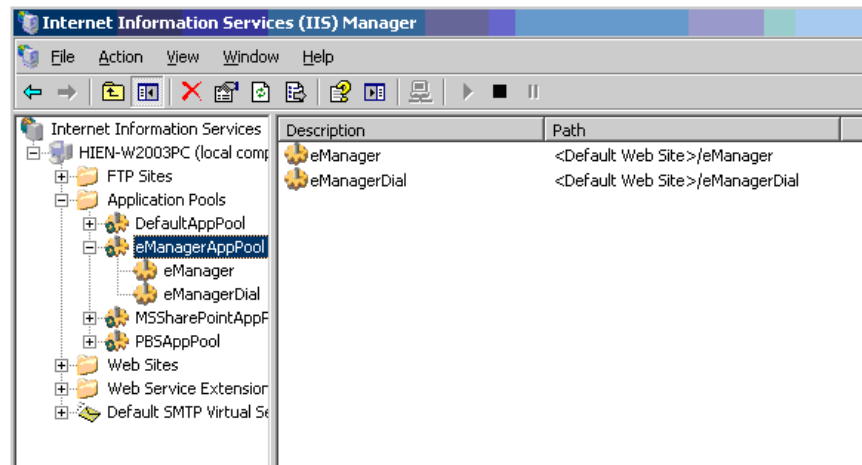 Internet Information Services (IIS) Manager
File Action View Window Help
Internet Information Services
HIEN-W2003PC (local comp
FTP Sites
Application Pools
DefaultAppPool
eManagerAppPool
eManager
eManagerDial
MSSharePointAppP
PBSAppPool
Web Sites
Web Service Extension
Default SMTP Virtual Se
Description Path
eManager <Default Web Site>/eManager
eManagerDial <Default Web Site>/eManagerDial